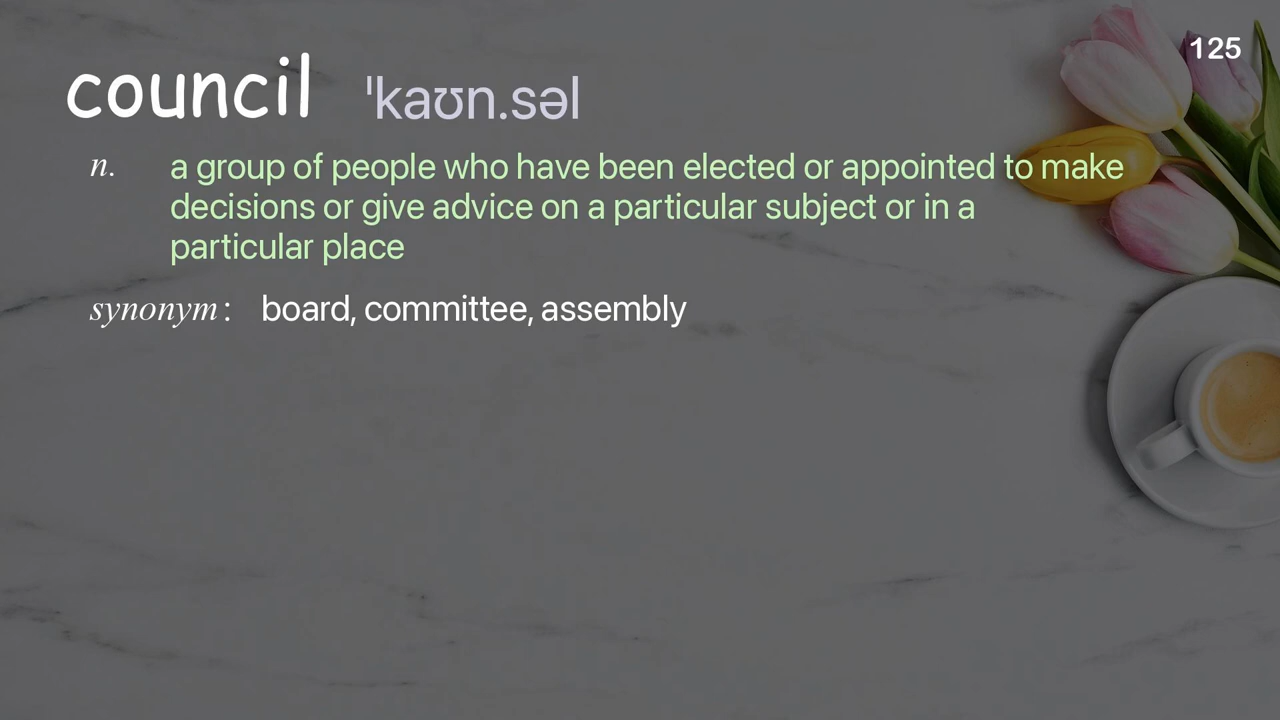 125
council ˈkaʊn.səl
n. a group of people who have been elected or appointed to make
decisions or give advice on a particular subject or in a
particular place
synonym: board, committee, assembly